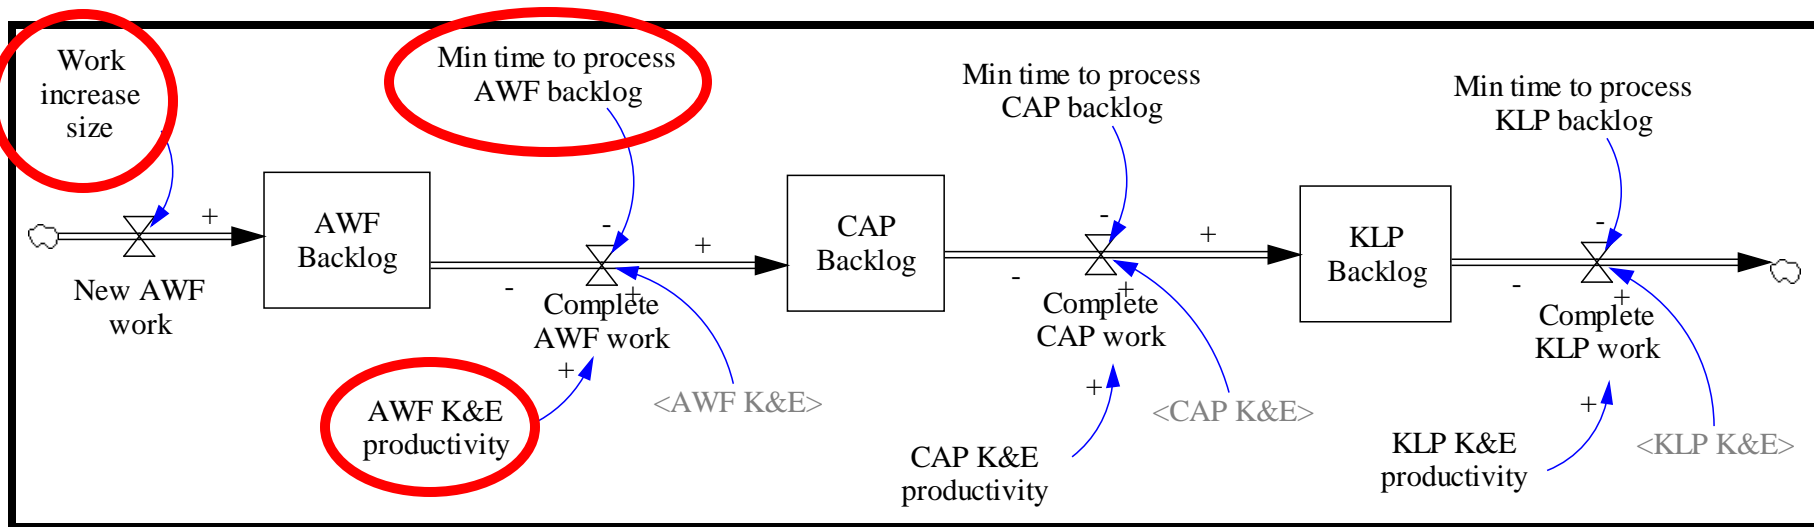 Work
increase
size
Min time to process
AWF backlog
Min time to process
CAP backlog
Min time to process
KLP backlog
+
AWF
Backlog
-
+
CAP
Backlog
-
+
KLP
Backlog
-
New AWF
work
-
+
Complete
AWF work
+
-
+
Complete
CAP work
+
-
+
Complete
KLP work
+
AWF K&E
productivity
<AWF K&E>
CAP K&E
productivity
<CAP K&E>
KLP K&E
productivity
<KLP K&E>